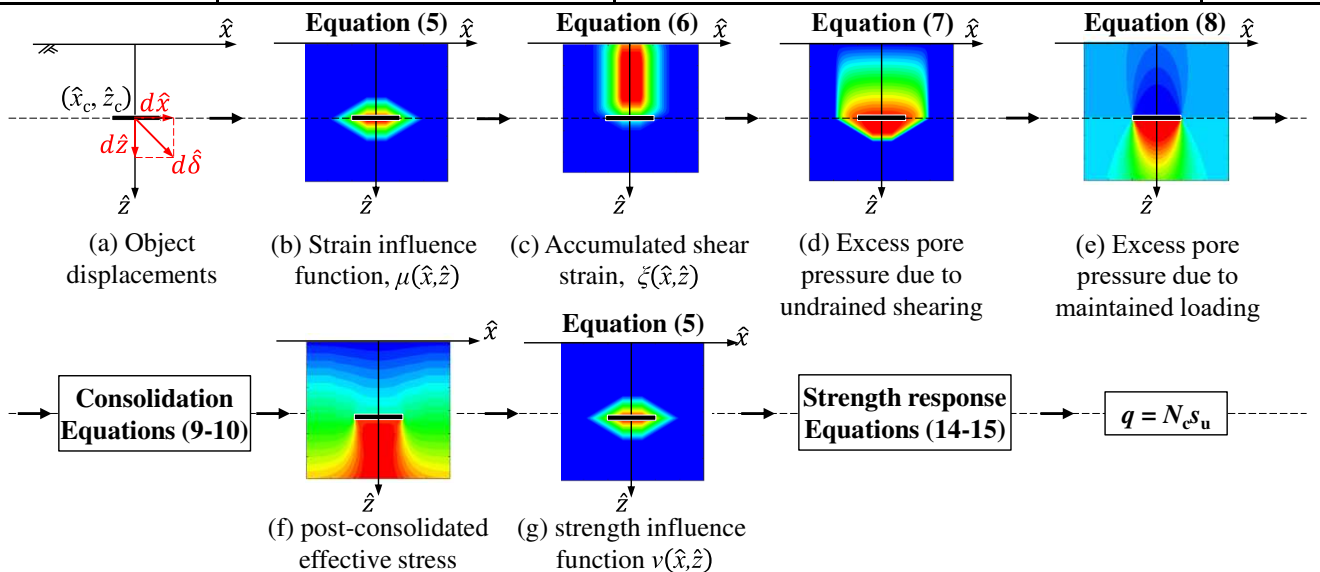 Equation (5)
Equation (6)
Equation (7)
Equation (8)
x̂
x̂
x̂
x̂
x̂
(x̂c, ẑc)
dx̂
dẑ
dδ̂
ẑ
ẑ
ẑ
ẑ
ẑ
(a) Object
displacements
(b) Strain influence
function, μ(x̂,ẑ)
(c) Accumulated shear
strain, ξ(x̂,ẑ)
(d) Excess pore
pressure due to
undrained shearing
(e) Excess pore
pressure due to
maintained loading
x̂
Equation (5)
x̂
Consolidation
Equations (9-10)
Strength response
Equations (14-15)
q = Ncsu
ẑ
ẑ
(f) post-consolidated
effective stress
(g) strength influence
function ν(x̂,ẑ)